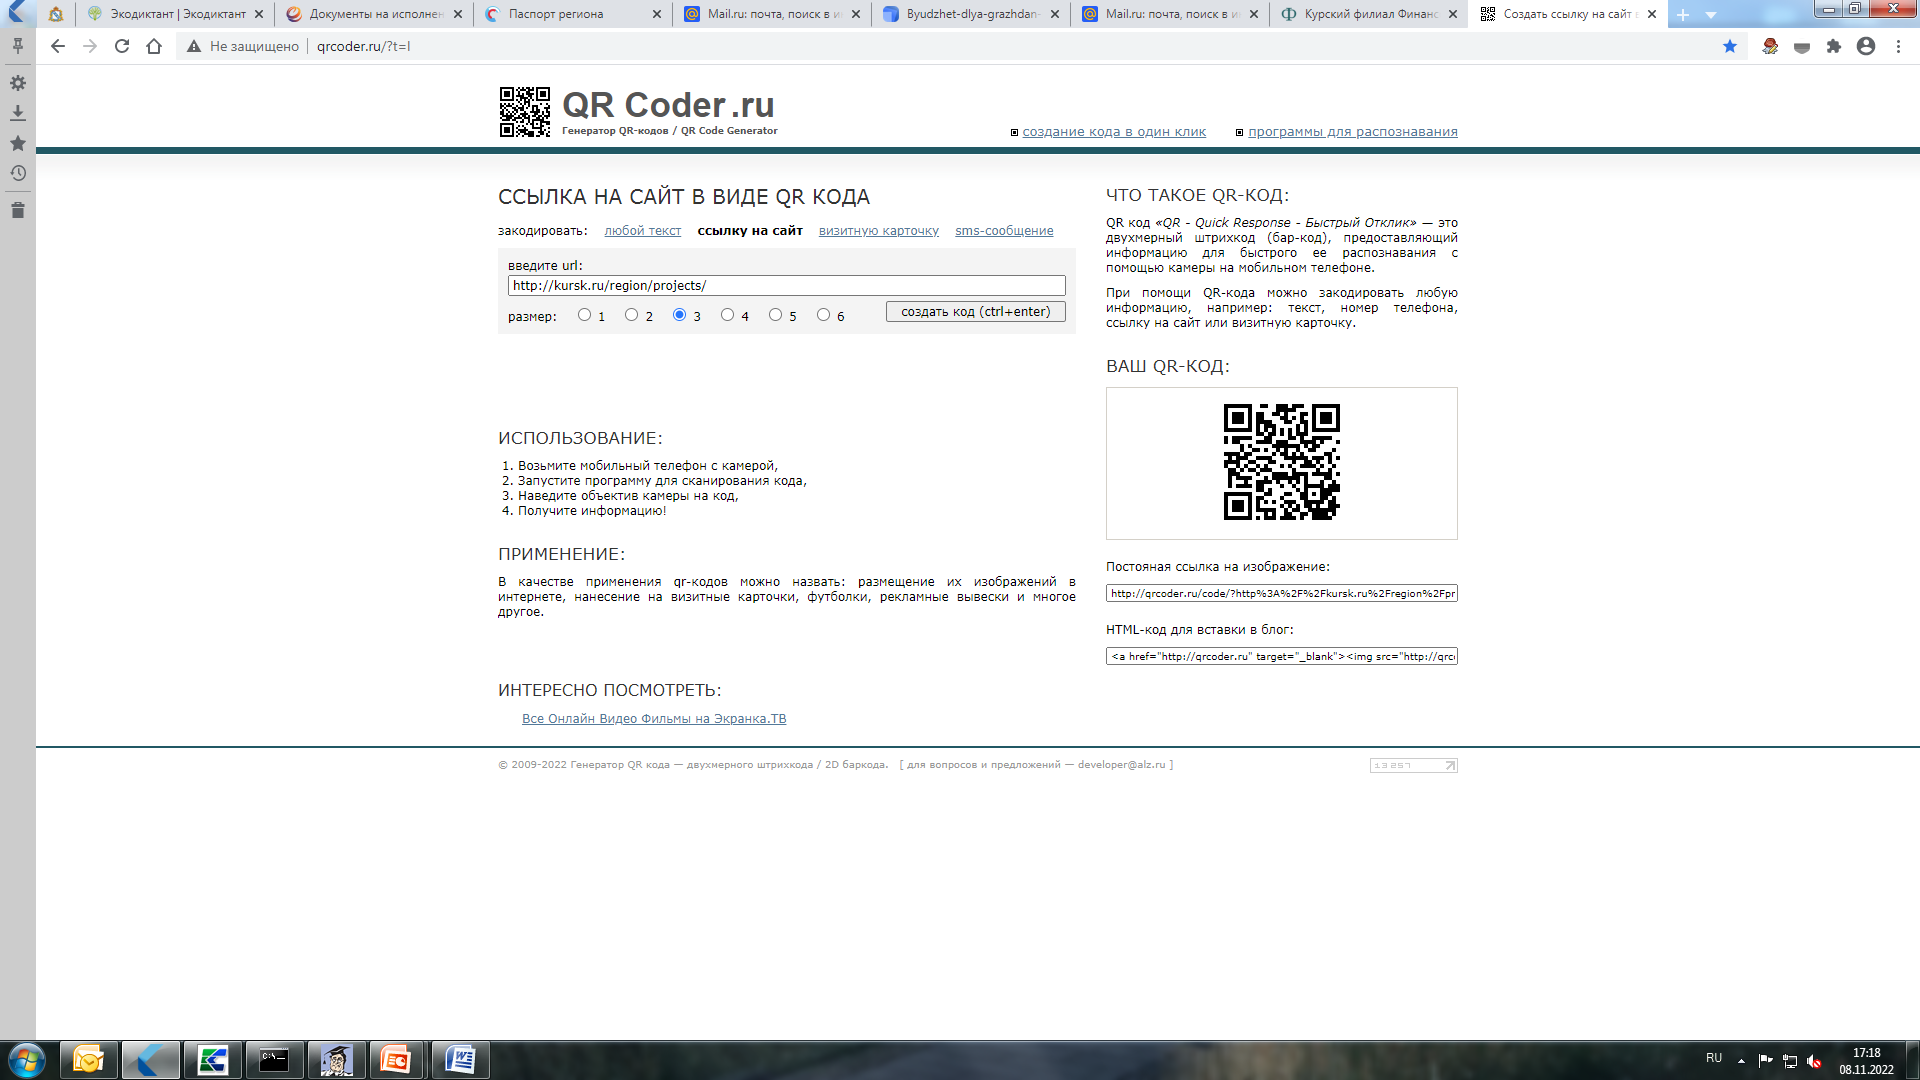 Экодиктант | Экодиктант
Документы на исполнен
Паспорт региона
Mail.ru: почта, поиск в и
Byudzhet-dlya-grazhdan-
Mail.ru: почта, поиск в и
Курский филиал Финанс
Создать ссылку на сайт
Не защищено
qrcoder.ru/?t=l
QR Coder.ru
Генератор QR-кодов / QR Code Generator
создание кода в один клик
программы для распознавания
ССЫЛКА НА САЙТ В ВИДЕ QR КОДА
закодировать: любой текст ссылку на сайт визитную карточку sms-сообщение
введите url:
http://kursk.ru/region/projects/
размер: 1 2 3 4 5 6 создать код (ctrl+enter)
ИСПОЛЬЗОВАНИЕ:
1. Возьмите мобильный телефон с камерой,
2. Запустите программу для сканирования кода,
3. Наведите объектив камеры на код,
4. Получите информацию!
ПРИМЕНЕНИЕ:
В качестве применения qr-кодов можно назвать: размещение их изображений в
интернете, нанесение на визитные карточки, футболки, рекламные вывески и многое
другое.
ИНТЕРЕСНО ПОСМОТРЕТЬ:
Все Онлайн Видео Фильмы на Экранка.ТВ
ЧТО ТАКОЕ QR-КОД:
QR код «QR - Quick Response - Быстрый Отклик» — это
двухмерный штрихкод (бар-код), предоставляющий
информацию для быстрого ее распознавания с
помощью камеры на мобильном телефоне.
При помощи QR-кода можно закодировать любую
информацию, например: текст, номер телефона,
ссылку на сайт или визитную карточку.
ВАШ QR-КОД:
Постояная ссылка на изображение:
http://qrcoder.ru/code/?http%3A%2F%2Fkursk.ru%2Fregion%2Fpr
HTML-код для вставки в блог:
<a href="http://qrcoder.ru" target="_blank"><img src="http://qrc
© 2009-2022 Генератор QR кода — двухмерного штрихкода / 2D баркода. [ для вопросов и предложений — developer@alz.ru ]
13 257
C:\
RU
17:18
08.11.2022